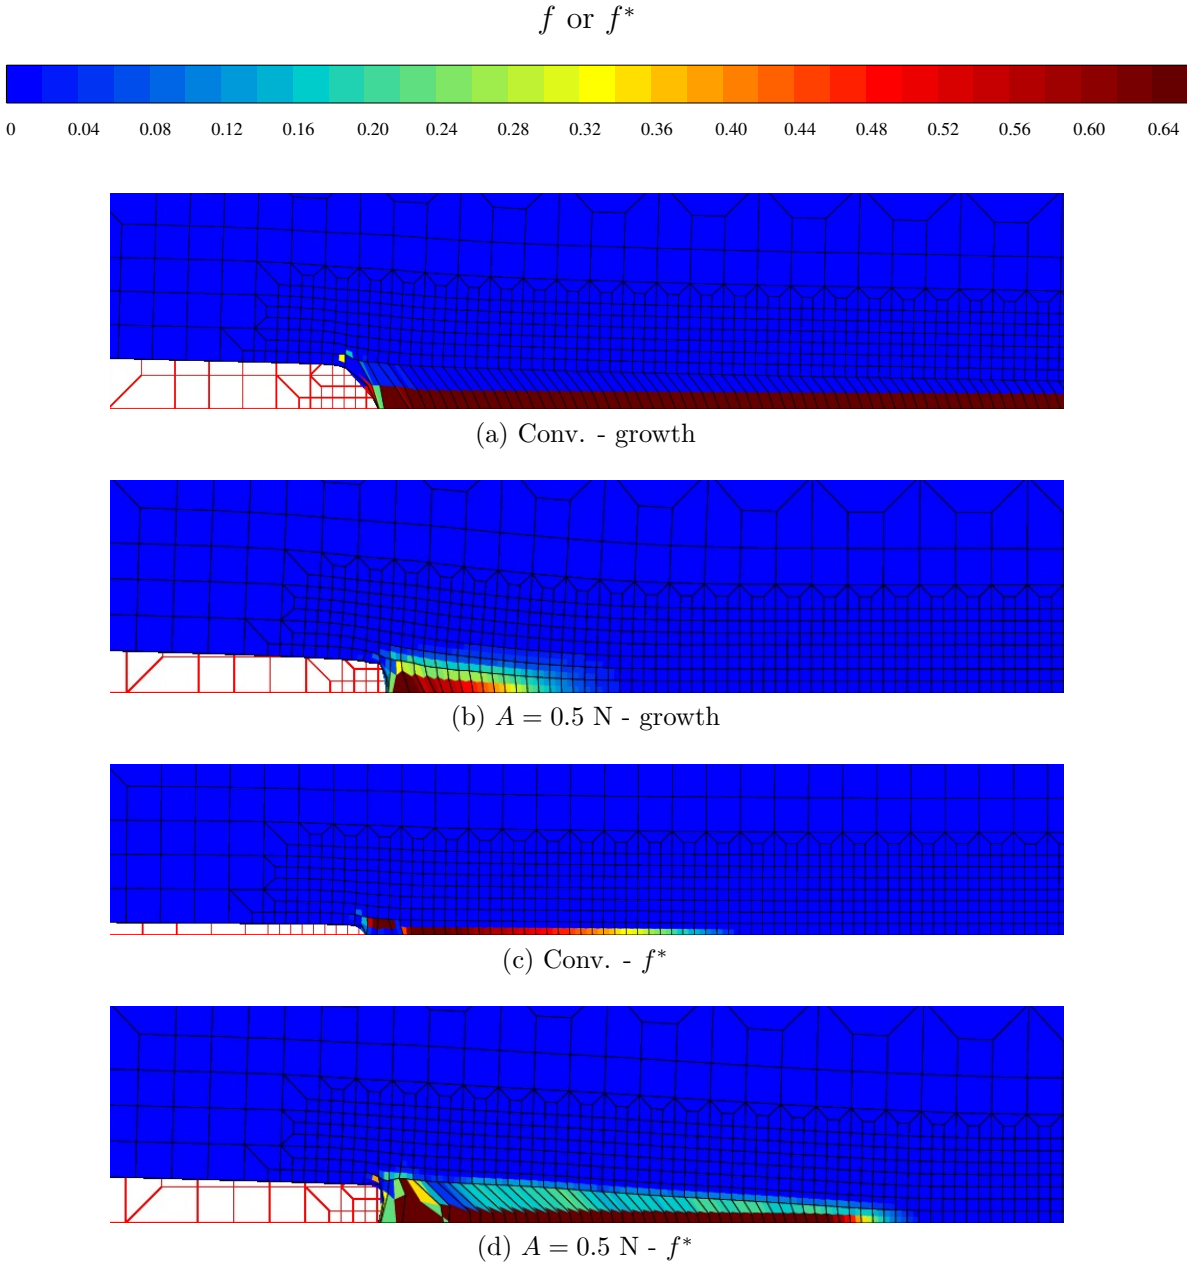 f or f*
0 0.04 0.08 0.12 0.16 0.20 0.24 0.28 0.32 0.36 0.40 0.44 0.48 0.52 0.56 0.60 0.64
(a) Conv. - growth
(b) A = 0.5 N - growth
(c) Conv. - f*
(d) A = 0.5 N - f*